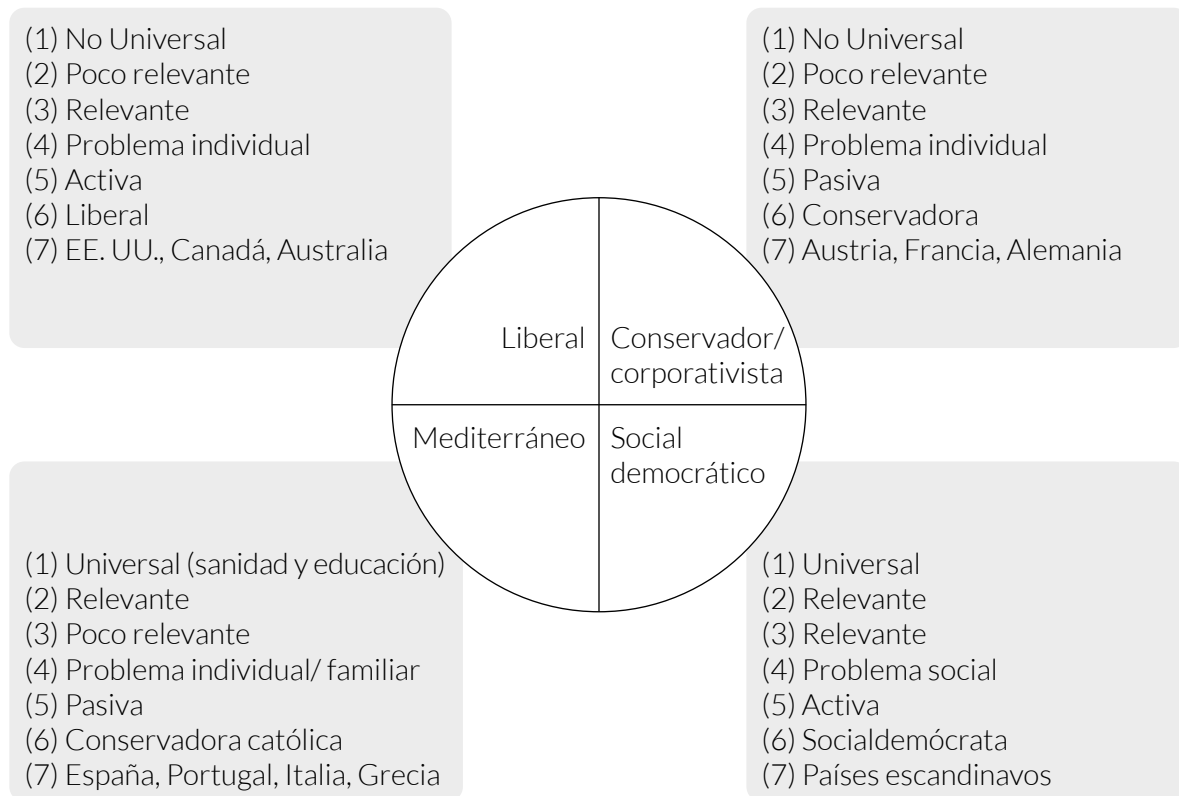 (1) No Universal
(2) Poco relevante
(3) Relevante
(4) Problema individual
(5) Activa
(6) Liberal
(7) EE. UU., Canadá, Australia
(1) No Universal
(2) Poco relevante
(3) Relevante
(4) Problema individual
(5) Pasiva
(6) Conservadora
(7) Austria, Francia, Alemania
Liberal
Conservador/
corporativista
Mediterráneo
Social
democrático
(1) Universal (sanidad y educación)
(2) Relevante
(3) Poco relevante
(4) Problema individual/ familiar
(5) Pasiva
(6) Conservadora católica
(7) España, Portugal, Italia, Grecia
(1) Universal
(2) Relevante
(3) Relevante
(4) Problema social
(5) Activa
(6) Socialdemócrata
(7) Países escandinavos